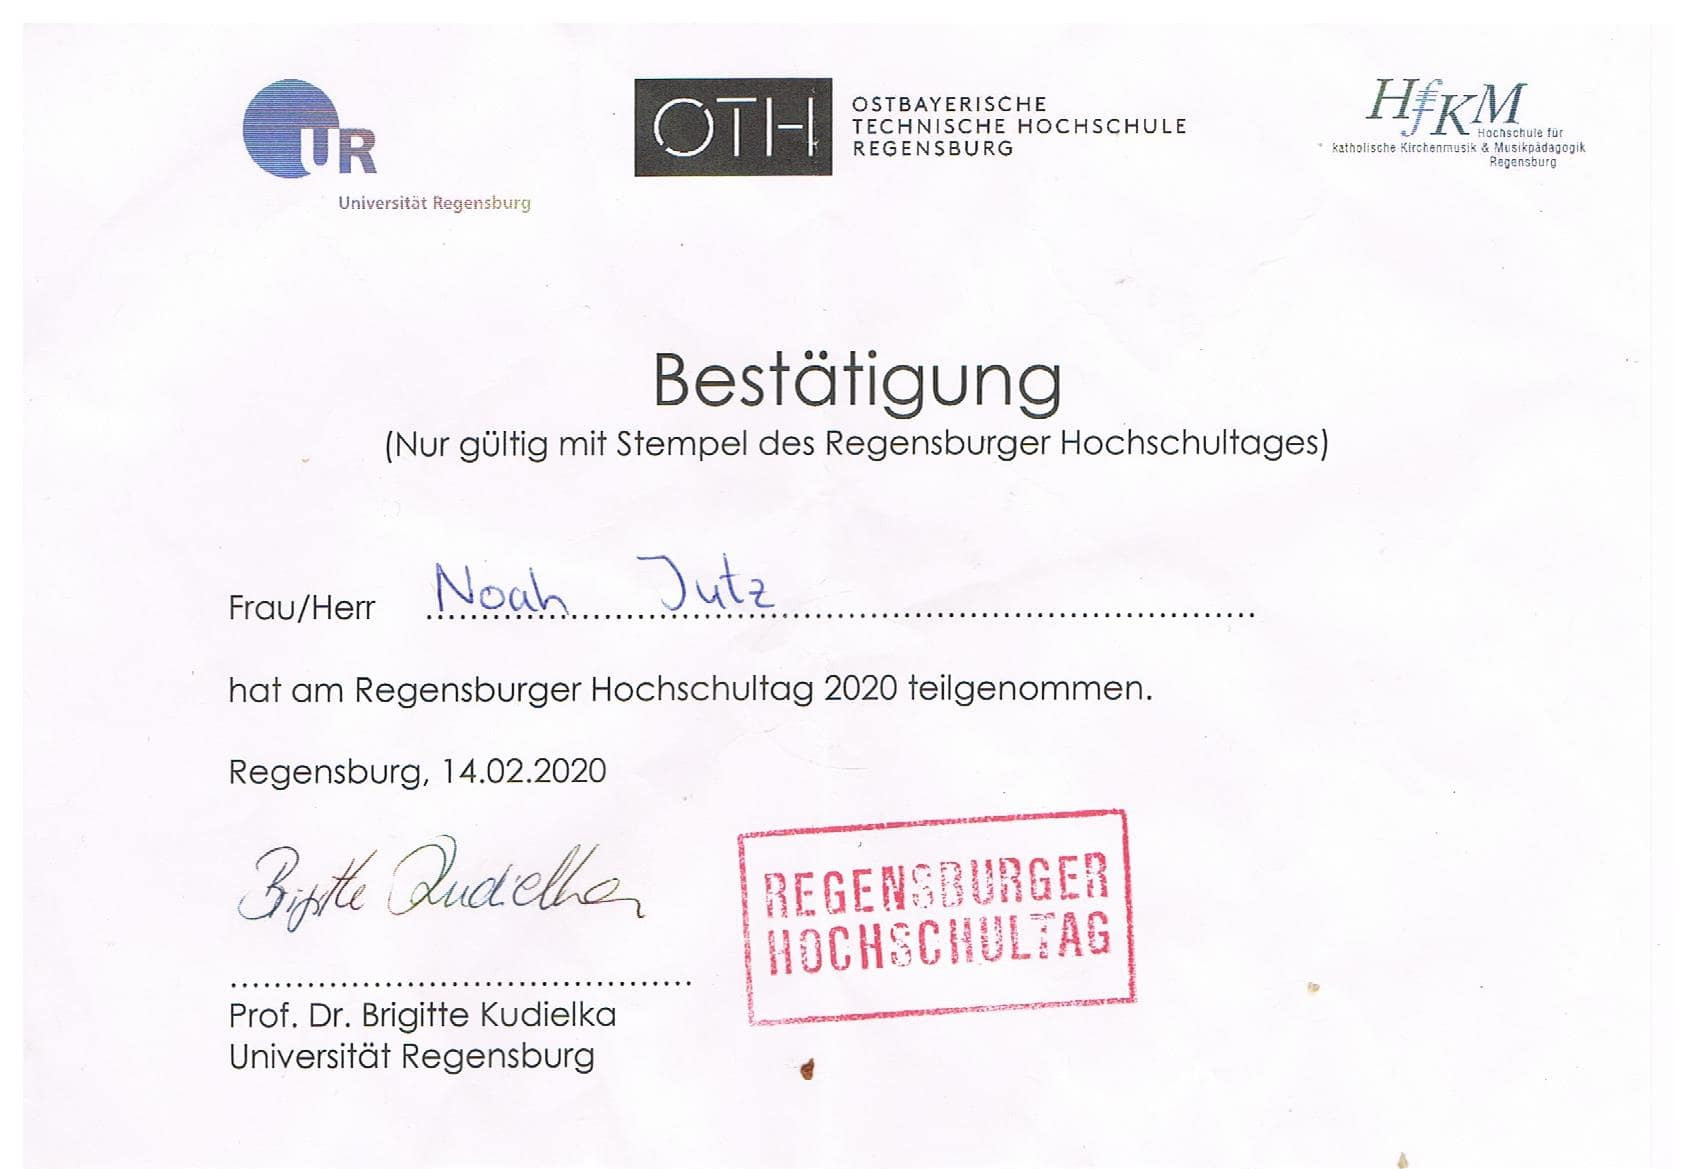 UR
Universität Regensburg
OTH
OSTBAYERISCHE
TECHNISCHE HOCHSCHULE
REGENSBURG
HfKM
Hochschule für
katholische Kirchenmusik & Musikpädagogik
Regensburg
Bestätigung
(Nur gültig mit Stempel des Regensburger Hochschultages)
Frau/Herr Noah Jutz
hat am Regensburger Hochschultag 2020 teilgenommen.
Regensburg, 14.02.2020
Brigitte Kudielka
REGENSBURGER
HOCHSCHULTAG
Prof. Dr. Brigitte Kudielka
Universität Regensburg